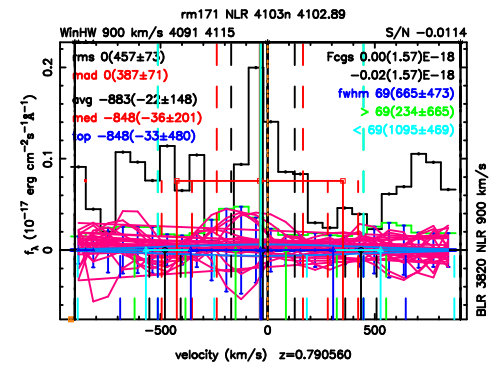 rm171 NLR 4103n 4102.89
WinHW 900 km/s 4091 4115
S/N -0.0114
rms 0(457±73)
mad 0(387±71)
avg -883(-22±148)
med -848(-36±201)
top -848(-33±480)
Fcgs 0.00(1.57)E-18
-0.02(1.57)E-18
fwhm 69(665±473)
> 69(234±665)
< 69(1095±469)
0.2
0.1
0
f_λ (10⁻¹⁷ erg cm⁻²s⁻¹Å⁻¹)
BLR 3820 NLR 900 km/s
-500
0
500
velocity (km/s) z=0.790560